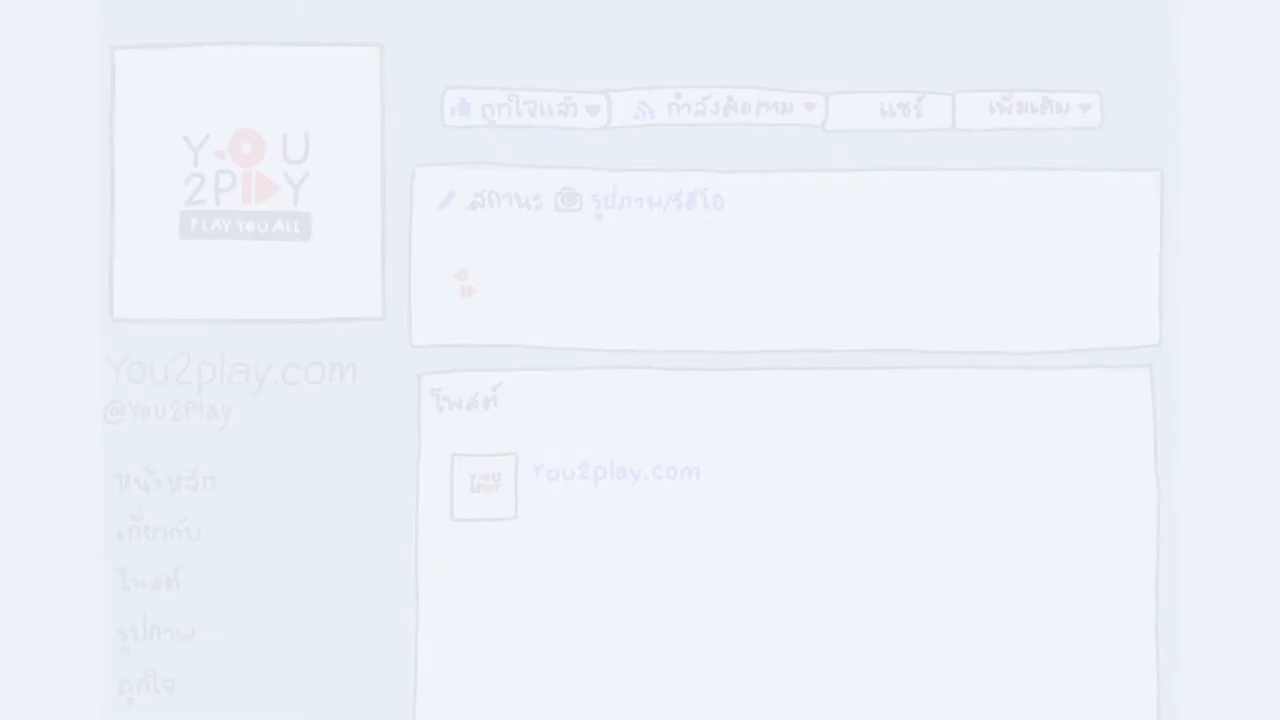 YOU
2PLAY
PLAY YOU ALL
ถูกใจแล้ว กำลังติดตาม แชร์ เพิ่มเติม
สถานะ รูปภาพ/วีดีโอ
You2play.com
@You2Play
หน้าหลัก
เกี่ยวกับ
โพสต์
รูปภาพ
ถูกใจ
โพสต์
YOU
2PLAY
You2play.com